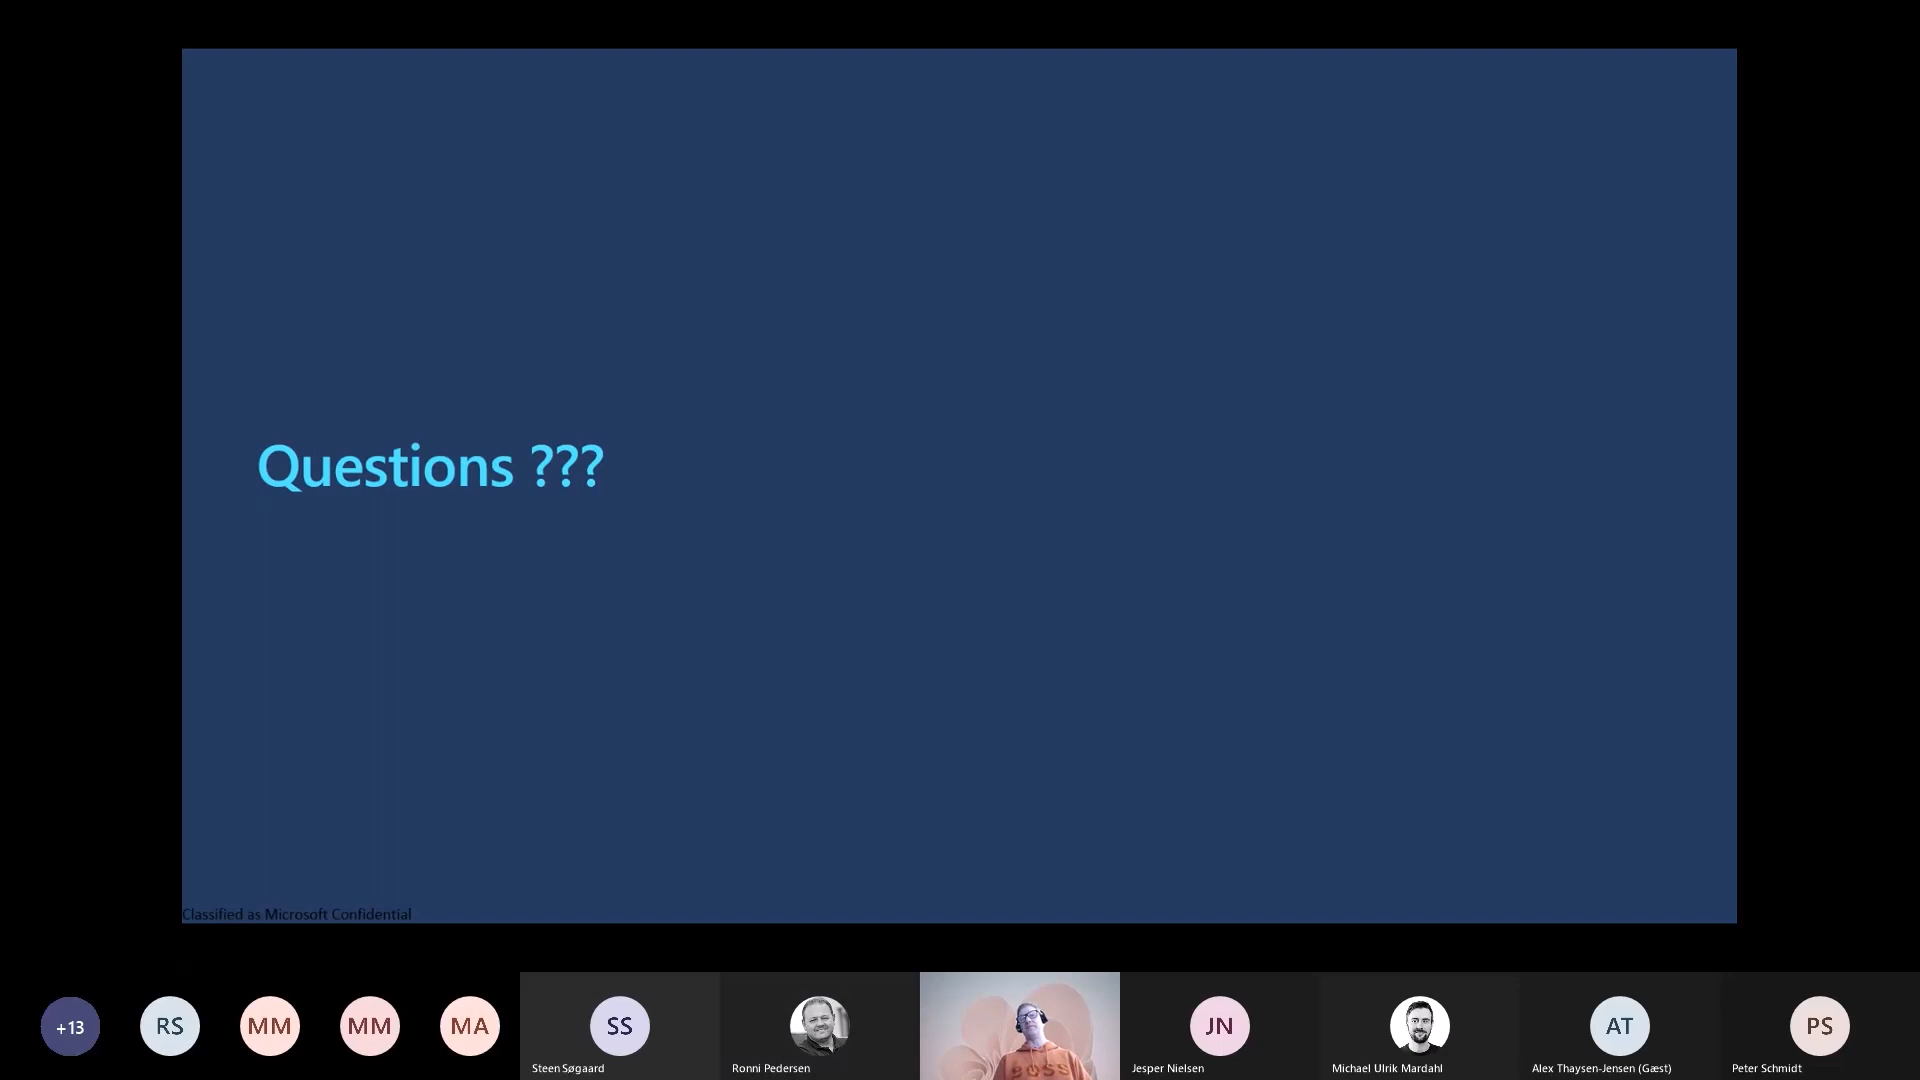 Questions ???
Classified as Microsoft Confidential
+13
RS
MM
MM
MA
SS
JN
AT
PS
BOSS
Steen Søgaard
Ronni Pedersen
Jesper Nielsen
Michael Ulrik Mardahl
Alex Thaysen-Jensen (Gæst)
Peter Schmidt